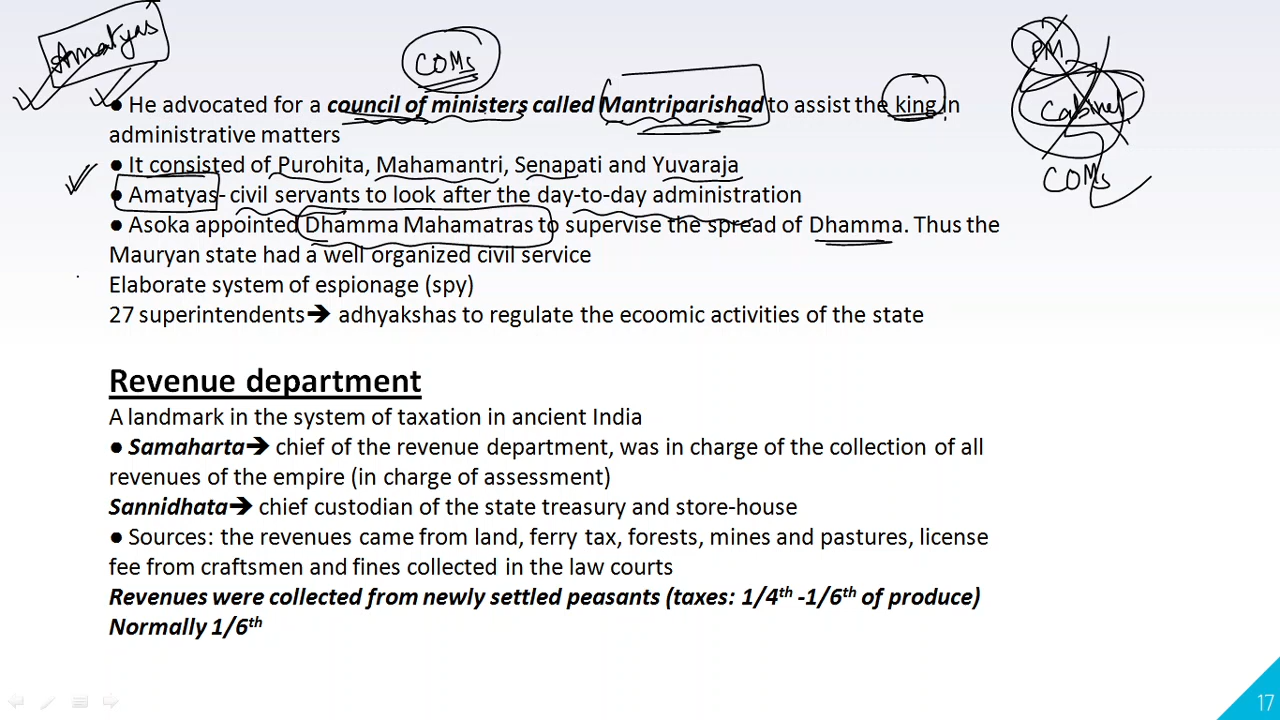 Amatyas
COMs
PM
Cabinet
COMs
● He advocated for a council of ministers called Mantriparishad to assist the king in
administrative matters
● It consisted of Purohita, Mahamantri, Senapati and Yuvaraja
● Amatyas- civil servants to look after the day-to-day administration
● Asoka appointed Dhamma Mahamatras to supervise the spread of Dhamma. Thus the
Mauryan state had a well organized civil service
Elaborate system of espionage (spy)
27 superintendents➔ adhyakshas to regulate the ecoomic activities of the state
Revenue department
A landmark in the system of taxation in ancient India
● Samaharta➔ chief of the revenue department, was in charge of the collection of all
revenues of the empire (in charge of assessment)
Sannidhata➔ chief custodian of the state treasury and store-house
● Sources: the revenues came from land, ferry tax, forests, mines and pastures, license
fee from craftsmen and fines collected in the law courts
Revenues were collected from newly settled peasants (taxes: 1/4th -1/6th of produce)
Normally 1/6th
17